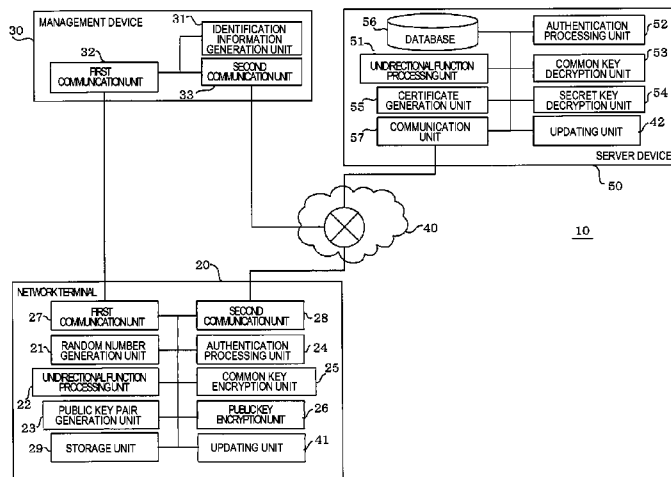 30
MANAGEMENT DEVICE
31
32
IDENTIFICATION
INFORMATION
GENERATION UNIT
FIRST
COMMUNICATION UNIT
SECOND
COMMUNICATION UNIT
33
56
DATABASE
51
AUTHENTICATION
PROCESSING UNIT
52
UNIDIRECTIONAL FUNCTION
PROCESSING UNIT
COMMON KEY
DECRYPTION UNIT
53
CERTIFICATE
GENERATION UNIT
55
SECRET KEY
DECRYPTION UNIT
54
COMMUNICATION
UNIT
57
UPDATING UNIT
42
SERVER DEVICE
50
40
10
20
NETWORK TERMINAL
FIRST
COMMUNICATION UNIT
27
SECOND
COMMUNICATION UNIT
28
RANDOM NUMBER
GENERATION UNIT
21
AUTHENTICATION
PROCESSING UNIT
24
UNIDIRECTIONAL FUNCTION
PROCESSING UNIT
22
COMMON KEY
ENCRYPTION UNIT
25
PUBLIC KEY PAIR
GENERATION UNIT
23
PUBLIC KEY
ENCRYPTION UNIT
26
STORAGE UNIT
29
UPDATING UNIT
41